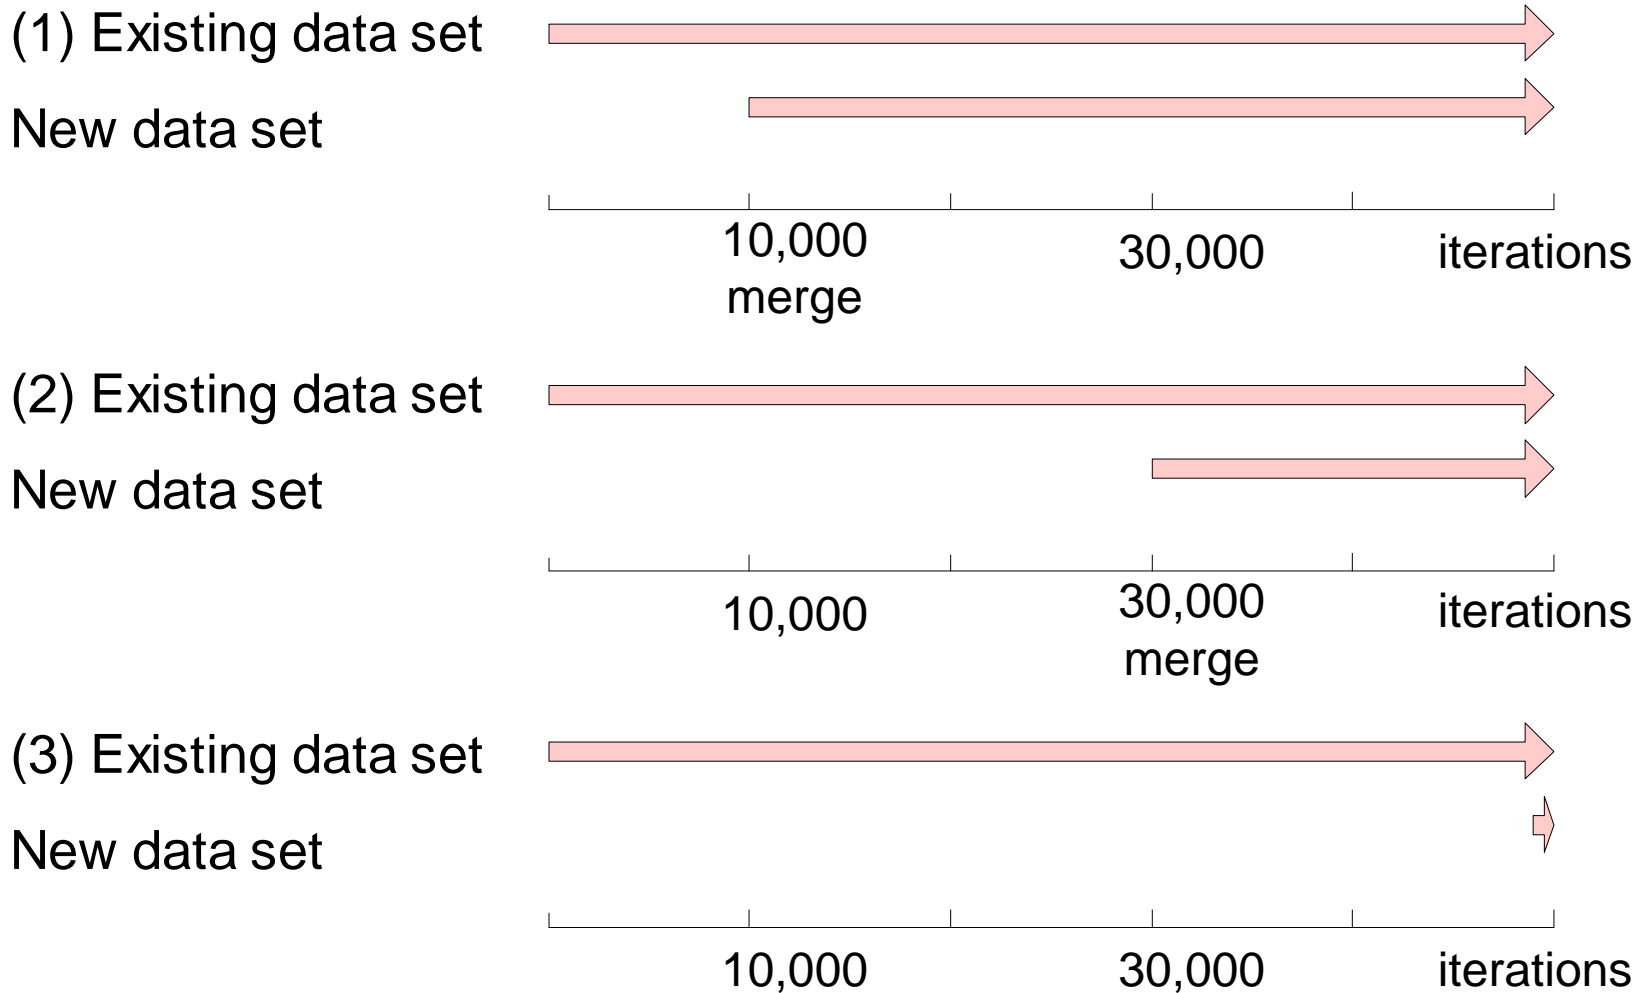 (1) Existing data set
New data set
10,000
30,000
iterations
merge
(2) Existing data set
New data set
10,000
30,000
iterations
merge
(3) Existing data set
New data set
10,000
30,000
iterations